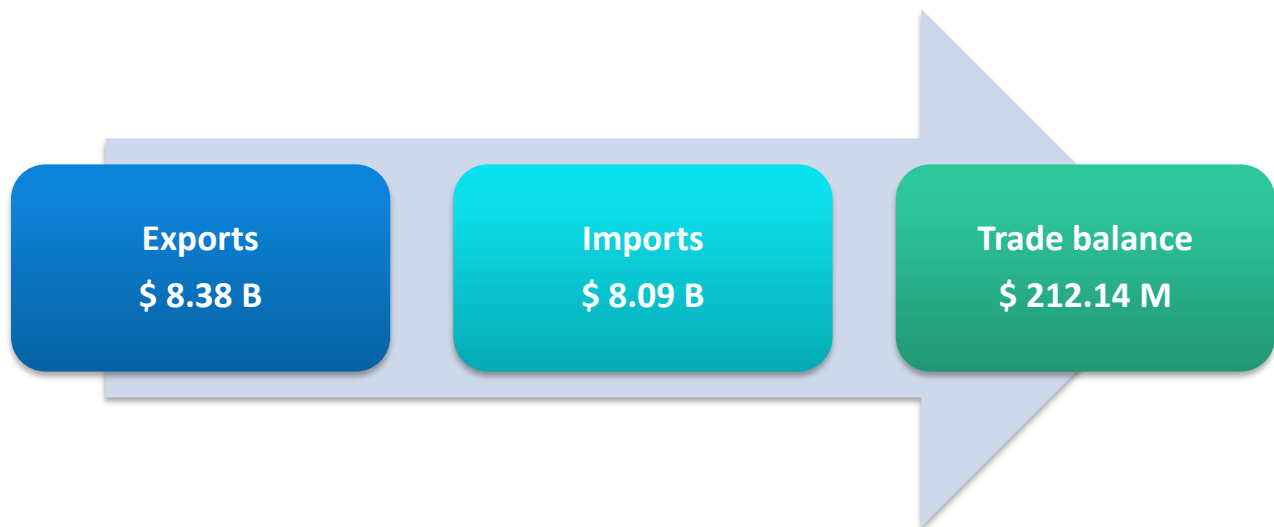 Exports
$ 8.38 B
Imports
$ 8.09 B
Trade balance
$ 212.14 M